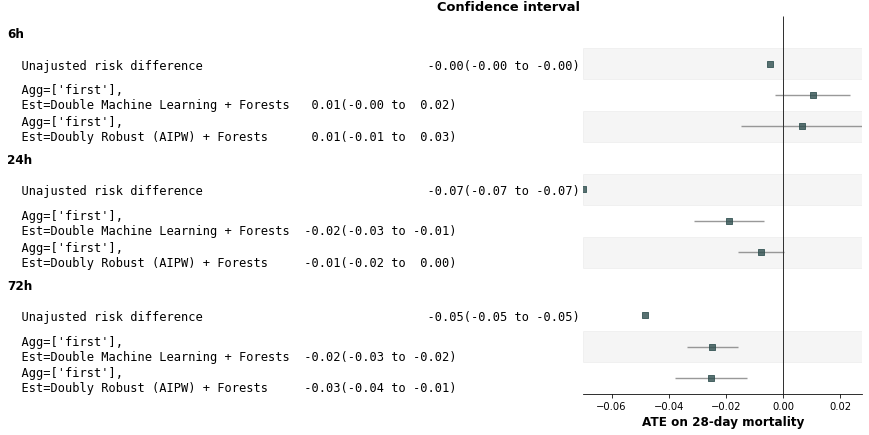 Confidence interval
6h
Unajusted risk difference -0.00(-0.00 to -0.00)
Agg=['first'],
Est=Double Machine Learning + Forests 0.01(-0.00 to 0.02)
Agg=['first'],
Est=Doubly Robust (AIPW) + Forests 0.01(-0.01 to 0.03)
24h
Unajusted risk difference -0.07(-0.07 to -0.07)
Agg=['first'],
Est=Double Machine Learning + Forests -0.02(-0.03 to -0.01)
Agg=['first'],
Est=Doubly Robust (AIPW) + Forests -0.01(-0.02 to 0.00)
72h
Unajusted risk difference -0.05(-0.05 to -0.05)
Agg=['first'],
Est=Double Machine Learning + Forests -0.02(-0.03 to -0.02)
Agg=['first'],
Est=Doubly Robust (AIPW) + Forests -0.03(-0.04 to -0.01)
−0.06 −0.04 −0.02 0.00 0.02
ATE on 28-day mortality